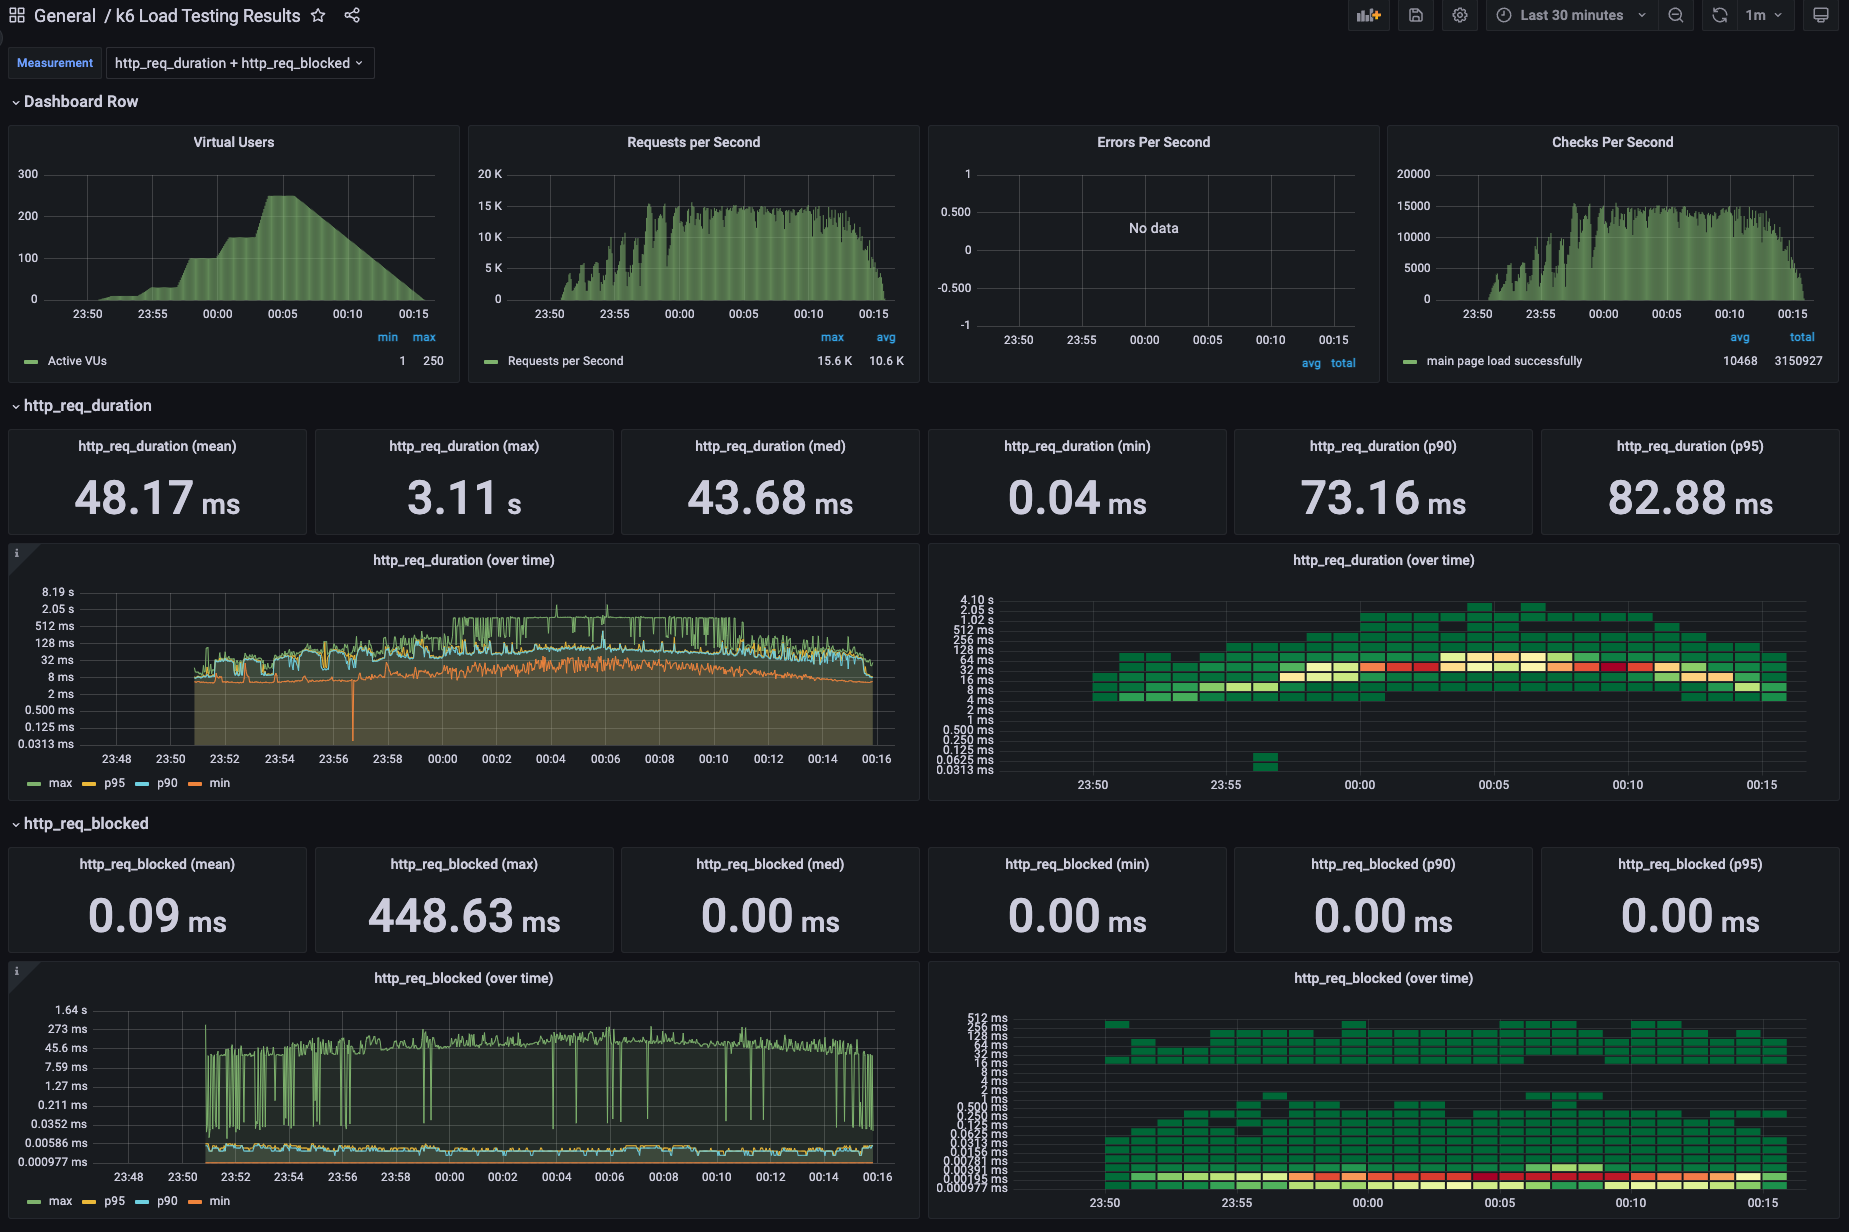 General / k6 Load Testing Results
Last 30 minutes
1m
Measurement
http_req_duration + http_req_blocked
Dashboard Row
Virtual Users
300
200
100
0
23:50 23:55 00:00 00:05 00:10 00:15
min max
Active VUs 1 250
Requests per Second
20 K
15 K
10 K
5 K
0
23:50 23:55 00:00 00:05 00:10 00:15
max avg
Requests per Second 15.6 K 10.6 K
Errors Per Second
1
0.500
0
-0.500
-1
No data
23:50 23:55 00:00 00:05 00:10 00:15
avg total
Checks Per Second
20000
15000
10000
5000
0
23:50 23:55 00:00 00:05 00:10 00:15
avg total
main page load successfully 10468 3150927
http_req_duration
http_req_duration (mean)
48.17 ms
http_req_duration (max)
3.11 s
http_req_duration (med)
43.68 ms
http_req_duration (min)
0.04 ms
http_req_duration (p90)
73.16 ms
http_req_duration (p95)
82.88 ms
i
http_req_duration (over time)
8.19 s
2.05 s
512 ms
128 ms
32 ms
8 ms
2 ms
0.500 ms
0.125 ms
0.0313 ms
23:48 23:50 23:52 23:54 23:56 23:58 00:00 00:02 00:04 00:06 00:08 00:10 00:12 00:14 00:16
max p95 p90 min
http_req_duration (over time)
4.10 s
2.05 s
1.02 s
512 ms
256 ms
128 ms
64 ms
32 ms
16 ms
8 ms
4 ms
2 ms
1 ms
0.500 ms
0.250 ms
0.125 ms
0.0625 ms
0.0313 ms
23:50 23:55 00:00 00:05 00:10 00:15
http_req_blocked
http_req_blocked (mean)
0.09 ms
http_req_blocked (max)
448.63 ms
http_req_blocked (med)
0.00 ms
http_req_blocked (min)
0.00 ms
http_req_blocked (p90)
0.00 ms
http_req_blocked (p95)
0.00 ms
i
http_req_blocked (over time)
1.64 s
273 ms
45.6 ms
7.59 ms
1.27 ms
0.211 ms
0.0352 ms
0.00586 ms
0.000977 ms
23:48 23:50 23:52 23:54 23:56 23:58 00:00 00:02 00:04 00:06 00:08 00:10 00:12 00:14 00:16
max p95 p90 min
http_req_blocked (over time)
512 ms
256 ms
128 ms
64 ms
32 ms
16 ms
8 ms
4 ms
2 ms
1 ms
0.500 ms
0.250 ms
0.125 ms
0.0625 ms
0.0313 ms
0.0156 ms
0.00781 ms
0.00391 ms
0.00195 ms
0.000977 ms
23:50 23:55 00:00 00:05 00:10 00:15